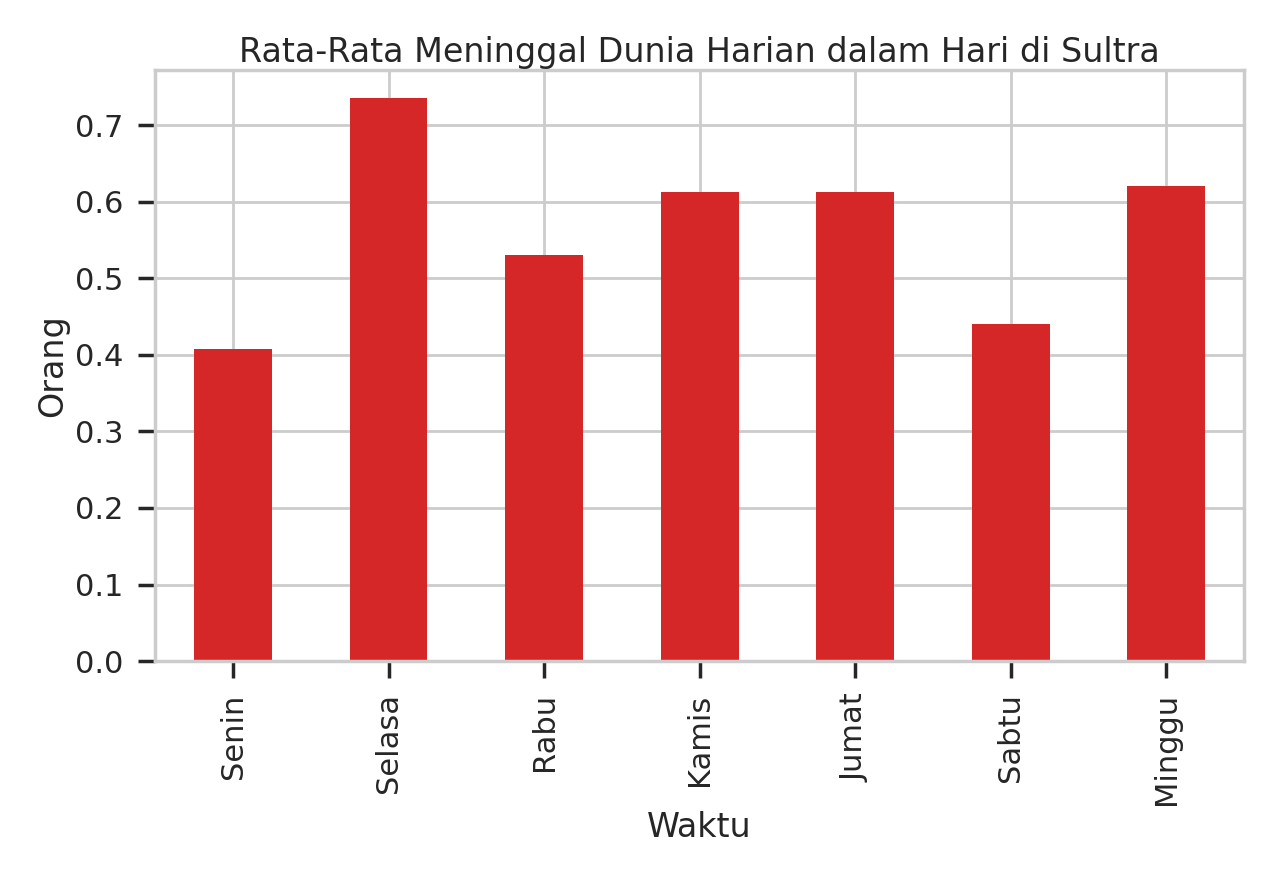 Rata-Rata Meninggal Dunia Harian dalam Hari di Sultra
0.7
0.6
0.5
0.4
0.3
0.2
0.1
0.0
Orang
Senin
Selasa
Rabu
Kamis
Jumat
Sabtu
Minggu
Waktu